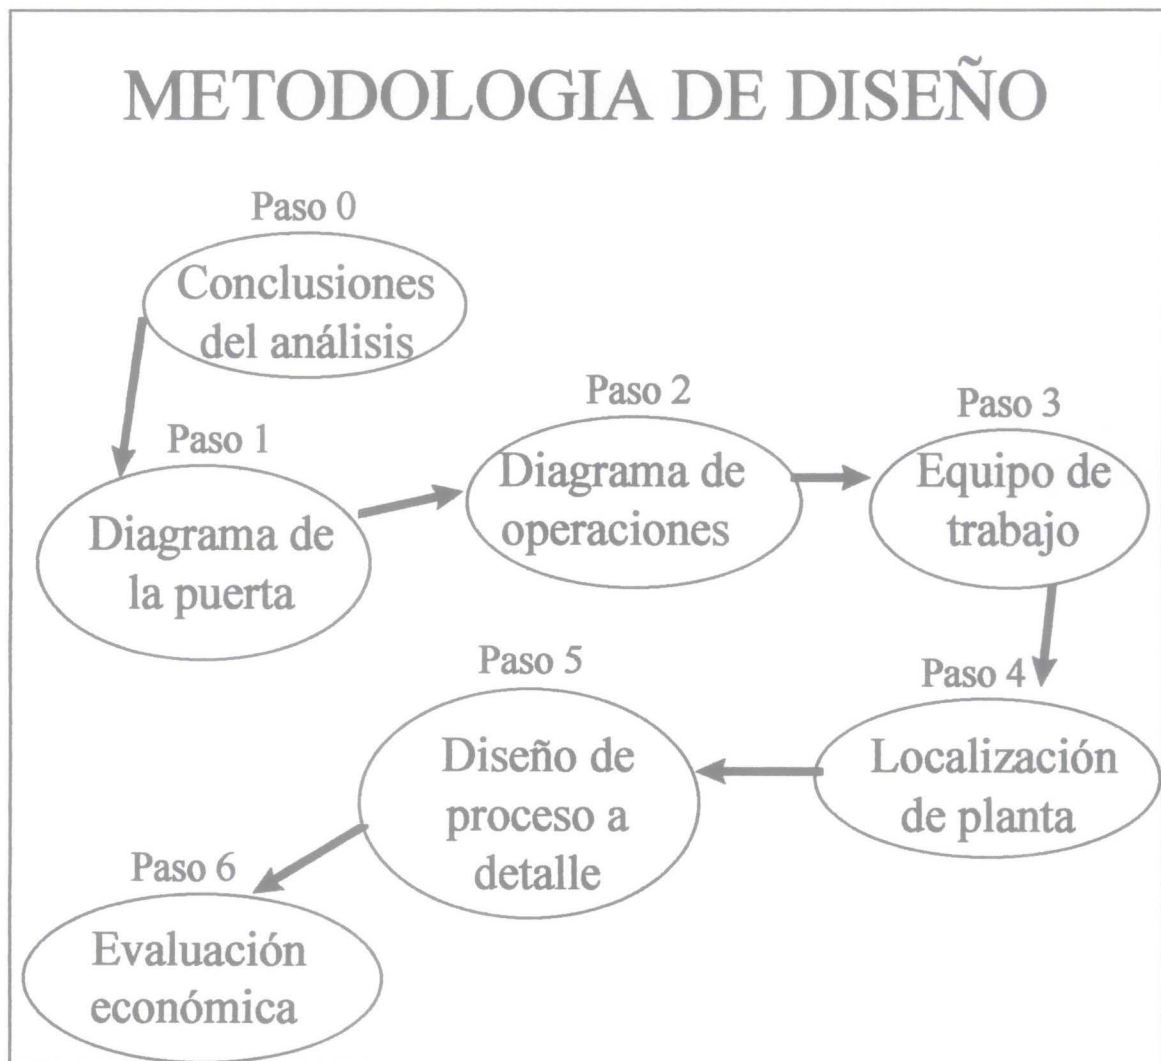 METODOLOGIA DE DISEÑO
Paso 0
Conclusiones
del análisis
Paso 1
Diagrama de
la puerta
Paso 2
Diagrama de
operaciones
Paso 3
Equipo de
trabajo
Paso 4
Localización
de planta
Paso 5
Diseño de
proceso a
detalle
Paso 6
Evaluación
económica